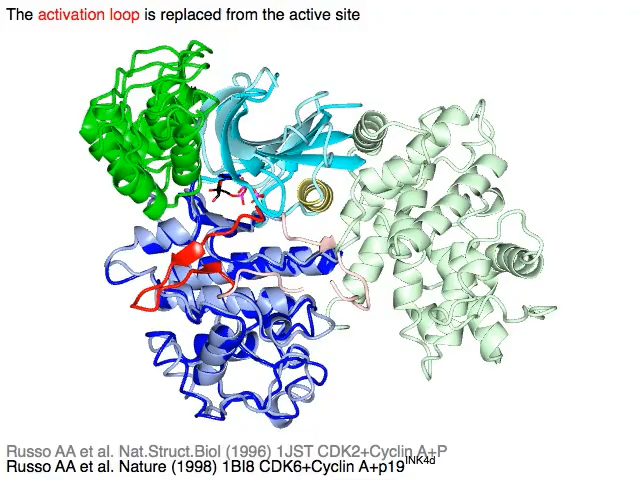 The activation loop is replaced from the active site
Russo AA et al. Nat.Struct.Biol (1996) 1JST CDK2+Cyclin A+P
Russo AA et al. Nature (1998) 1BI8 CDK6+Cyclin A+p19INK4d